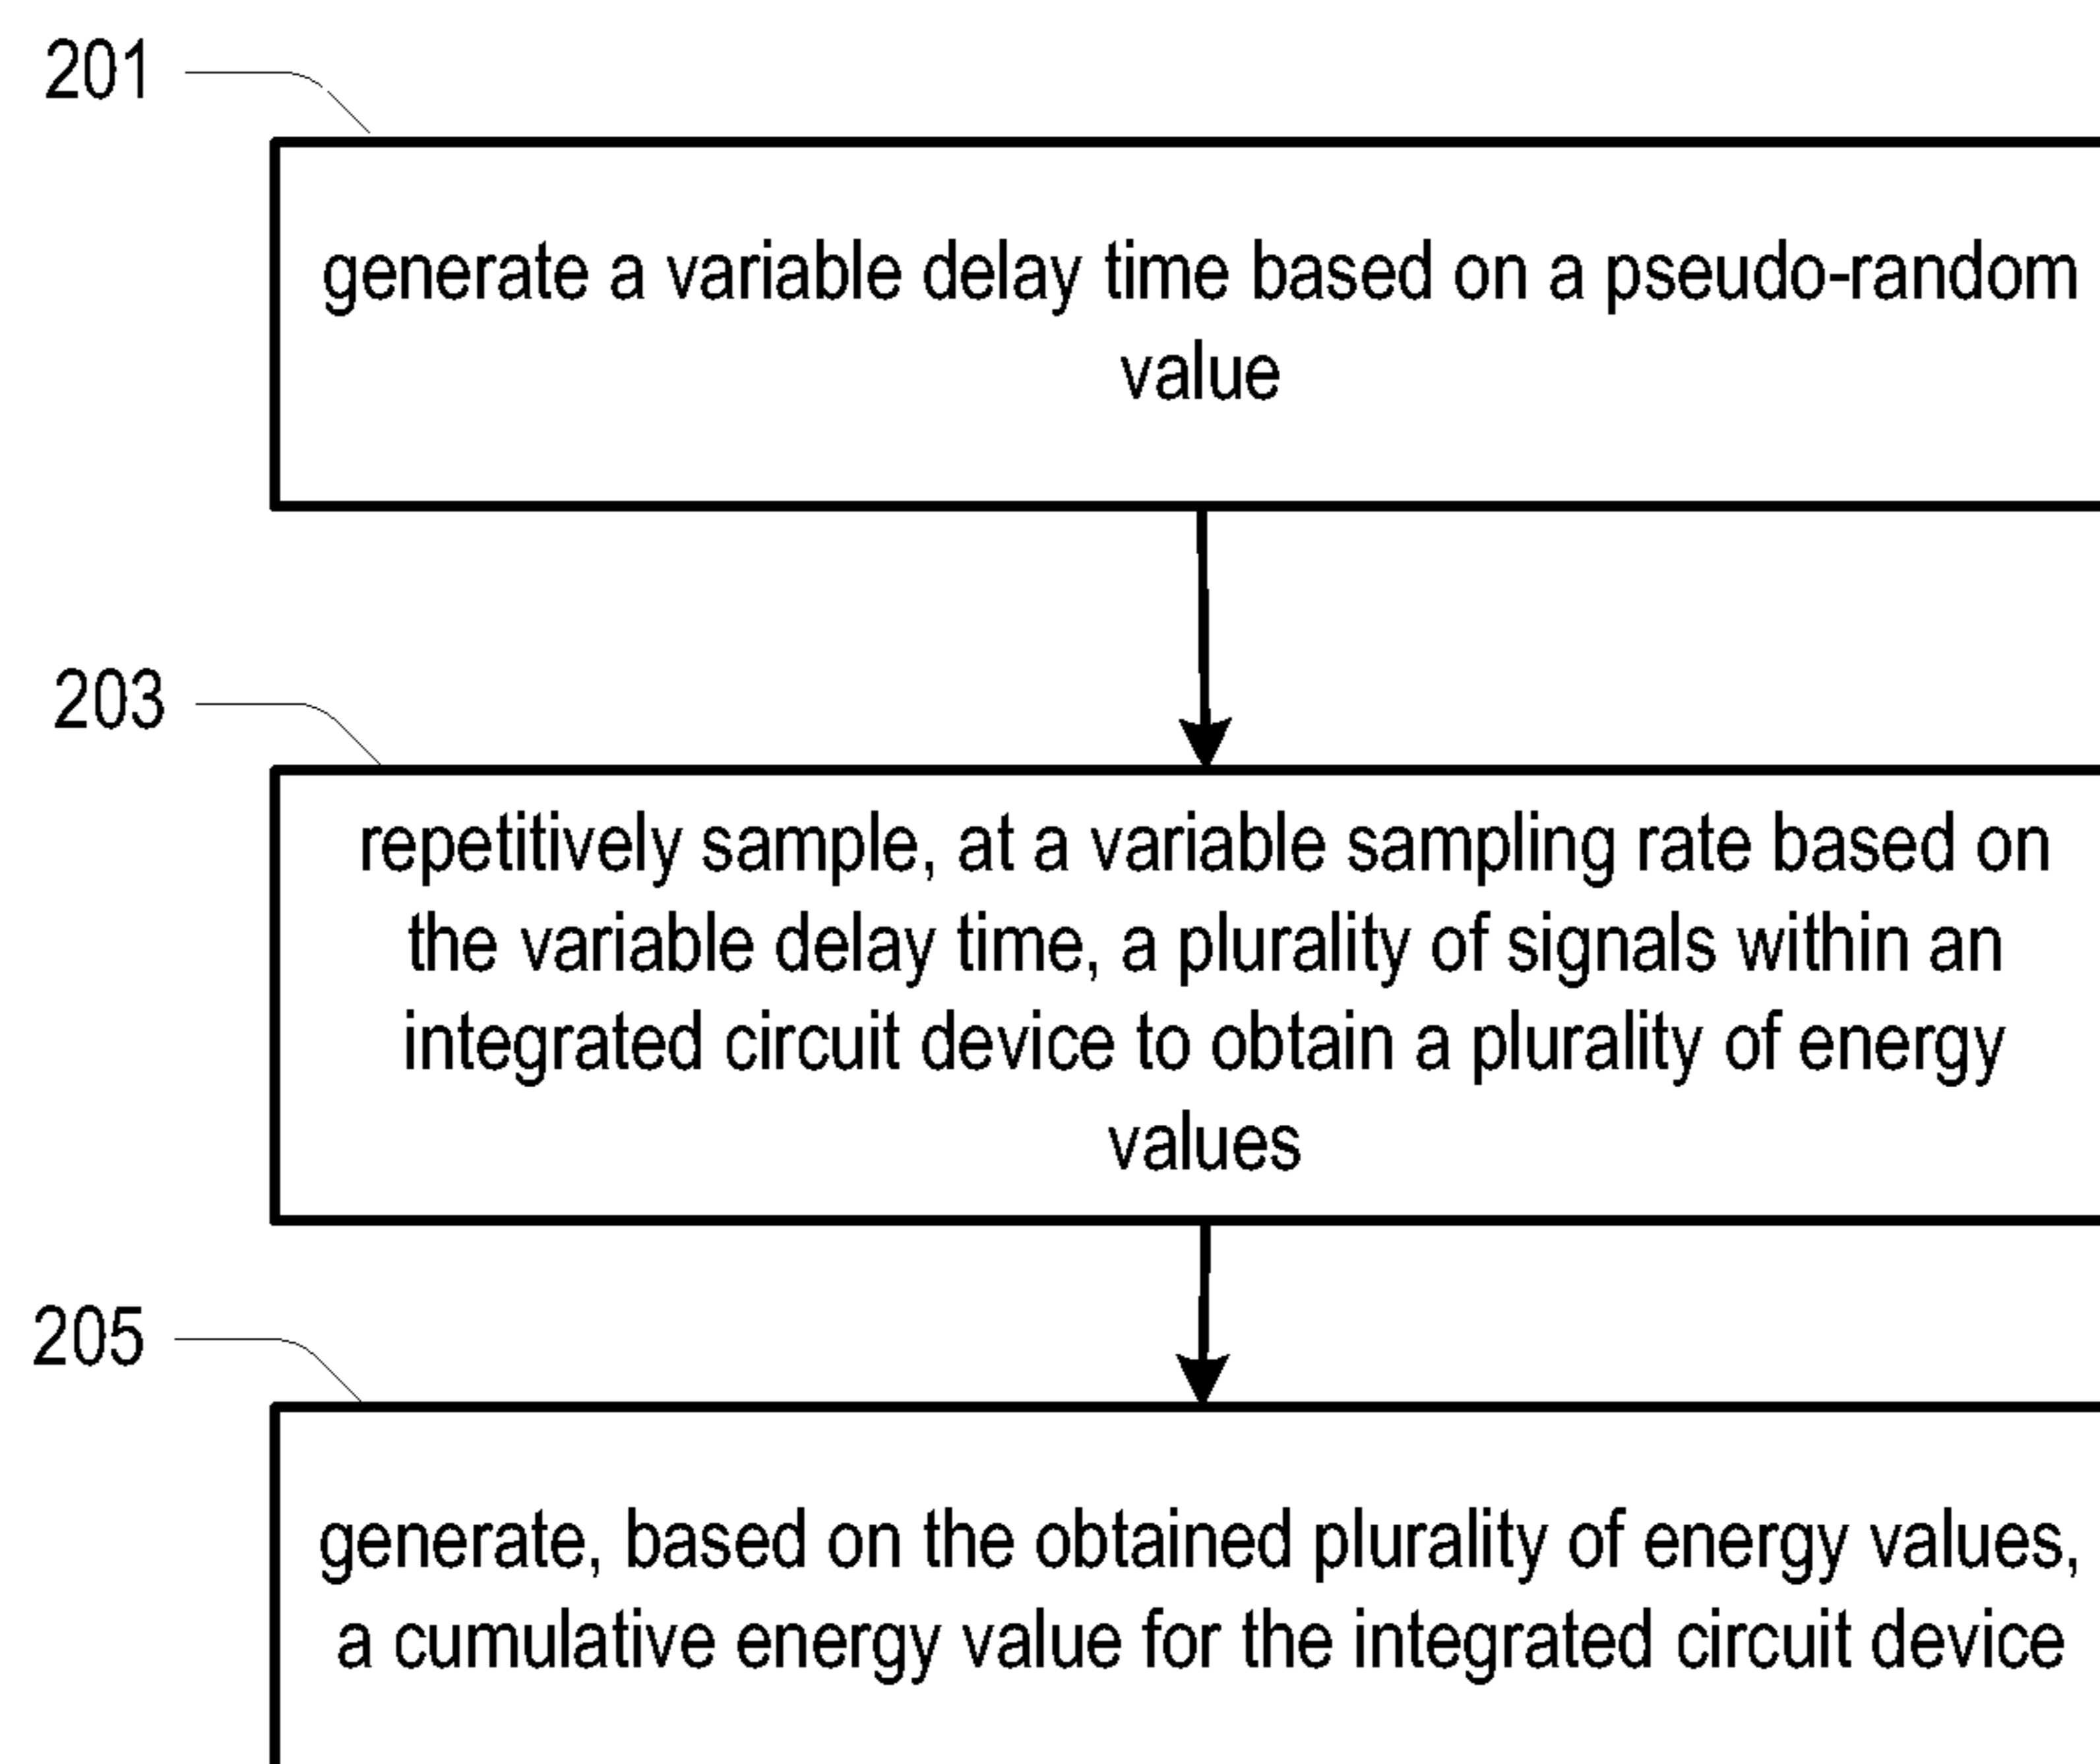 201
generate a variable delay time based on a pseudo-random
value
203
repetitively sample, at a variable sampling rate based on
the variable delay time, a plurality of signals within an
integrated circuit device to obtain a plurality of energy
values
205
generate, based on the obtained plurality of energy values,
a cumulative energy value for the integrated circuit device